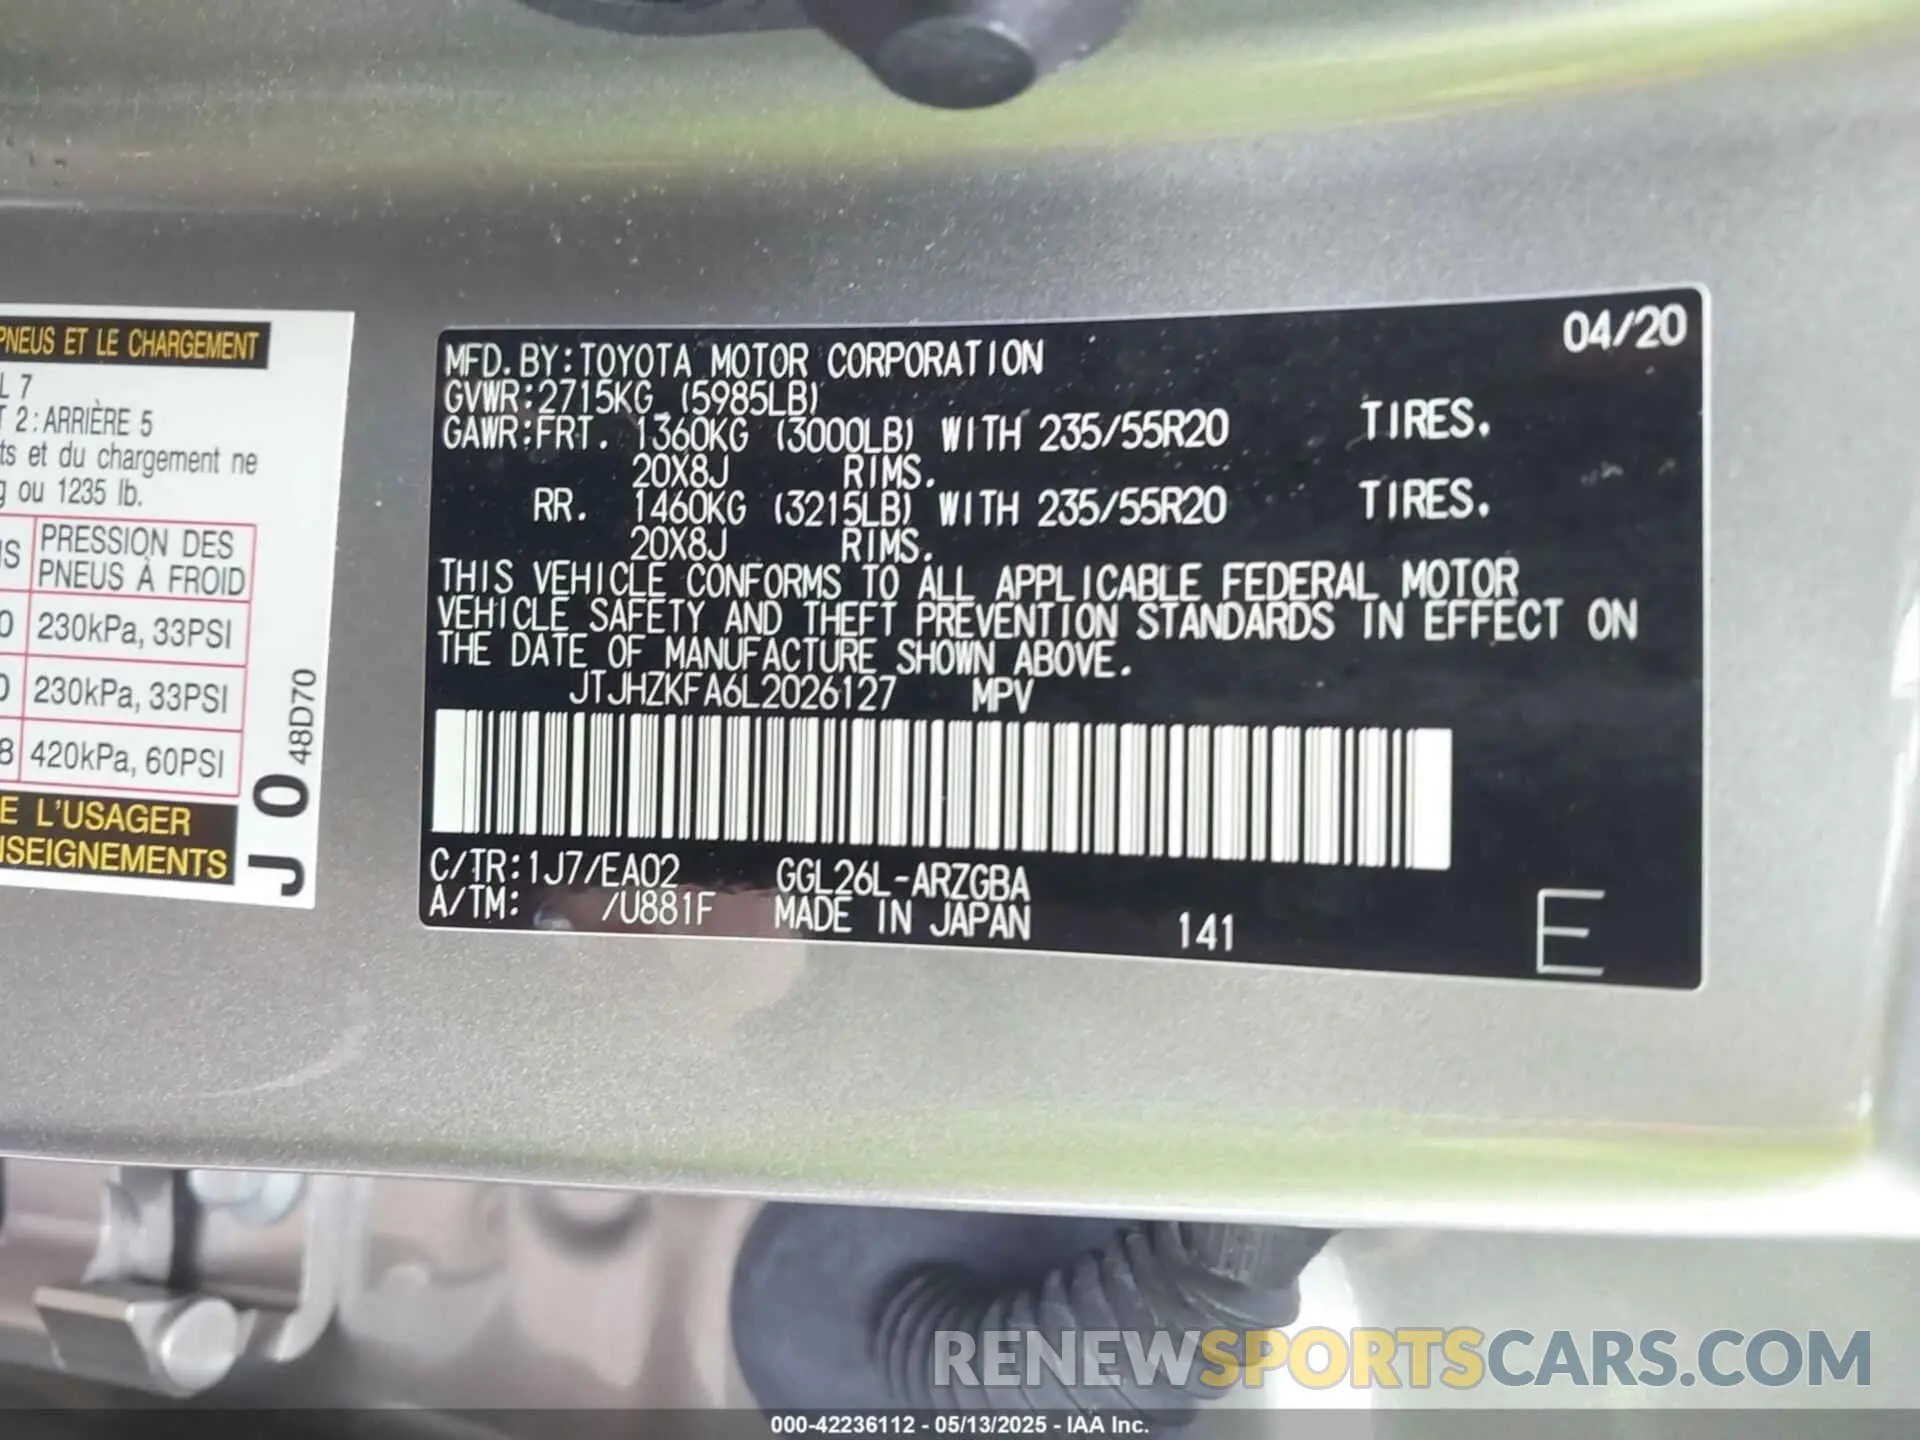 PNEUS ET LE CHARGEMENT
L 7
T 2 : ARRIÈRE 5
ts et du chargement ne
g ou 1235 lb.
PRESSION DES
PNEUS À FROID
0 230kPa, 33PSI
0 230kPa, 33PSI
8 420kPa, 60PSI
E L'USAGER
NSEIGNEMENTS
J 0 48D70
04/20
MFD. BY:TOYOTA MOTOR CORPORATION
GVWR:2715KG (5985LB)
GAWR:FRT. 1360KG (3000LB) WITH 235/55R20 TIRES.
20X8J RIMS.
RR. 1460KG (3215LB) WITH 235/55R20 TIRES.
20X8J RIMS.
THIS VEHICLE CONFORMS TO ALL APPLICABLE FEDERAL MOTOR
VEHICLE SAFETY AND THEFT PREVENTION STANDARDS IN EFFECT ON
THE DATE OF MANUFACTURE SHOWN ABOVE.
JTJHZKFA6L2026127 MPV
C/TR:1J7/EA02 GGL26L-ARZGBA
A/TM: /U881F MADE IN JAPAN 141 E
RENEWSPORTSCARS.COM
000-42236112 - 05/13/2025 - IAA Inc.